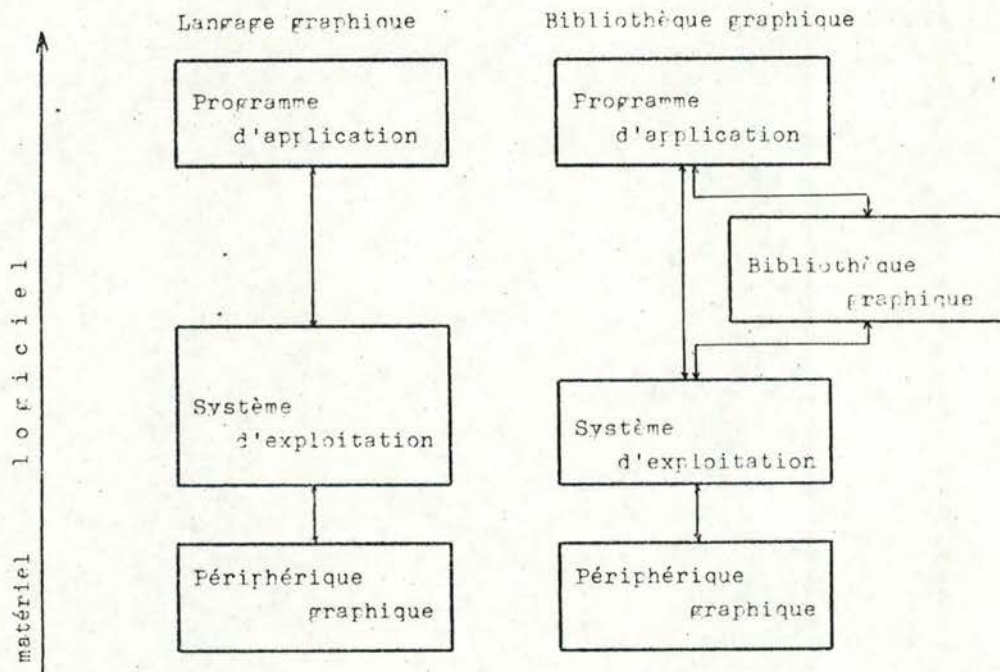 Langage graphique
Bibliothèque graphique
Programme
d'application
Programme
d'application
Bibliothèque
graphique
Système
d'exploitation
Système
d'exploitation
Périphérique
graphique
Périphérique
graphique
matériel logiciel